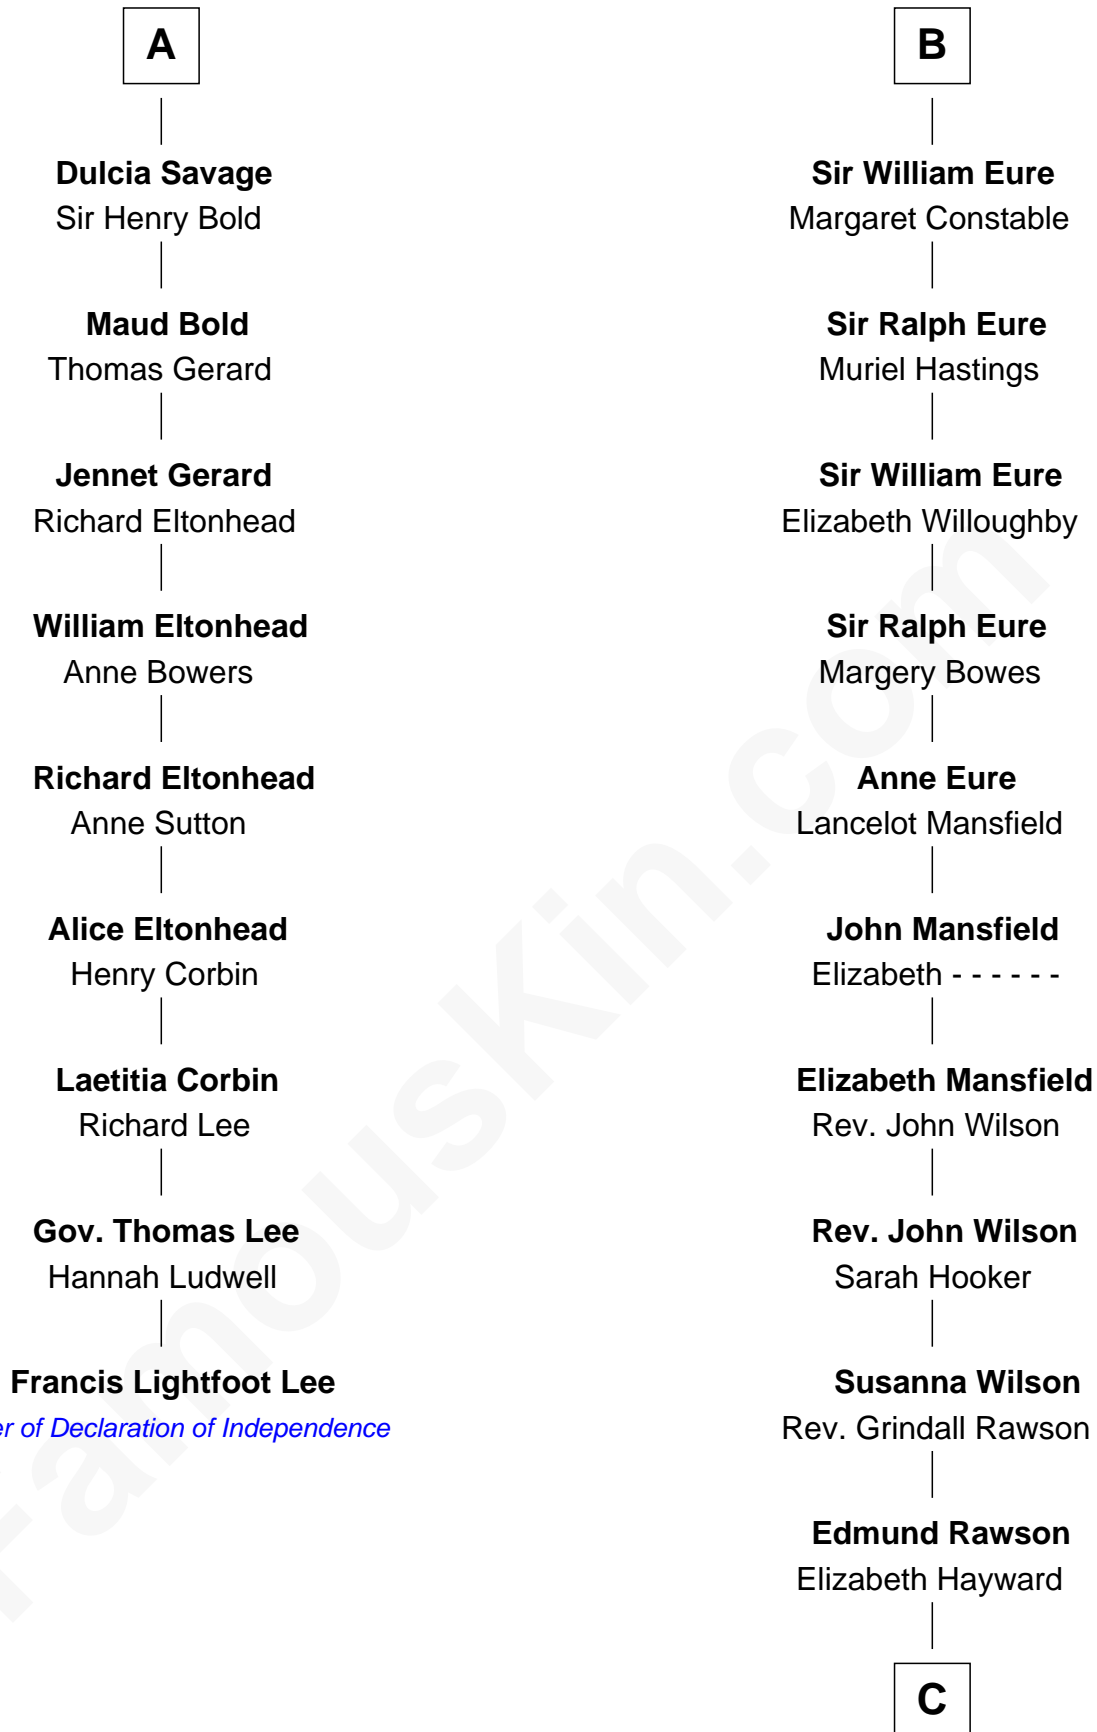 A
Dulcia Savage
Sir Henry Bold
Maud Bold
Thomas Gerard
Jennet Gerard
Richard Eltonhead
William Eltonhead
Anne Bowers
Richard Eltonhead
Anne Sutton
Alice Eltonhead
Henry Corbin
Laetitia Corbin
Richard Lee
Gov. Thomas Lee
Hannah Ludwell
Francis Lightfoot Lee
er of Declaration of Independence
B
Sir William Eure
Margaret Constable
Sir Ralph Eure
Muriel Hastings
Sir William Eure
Elizabeth Willoughby
Sir Ralph Eure
Margery Bowes
Anne Eure
Lancelot Mansfield
John Mansfield
Elizabeth - - - - - -
Elizabeth Mansfield
Rev. John Wilson
Rev. John Wilson
Sarah Hooker
Susanna Wilson
Rev. Grindall Rawson
Edmund Rawson
Elizabeth Hayward
C
FamousKin.com